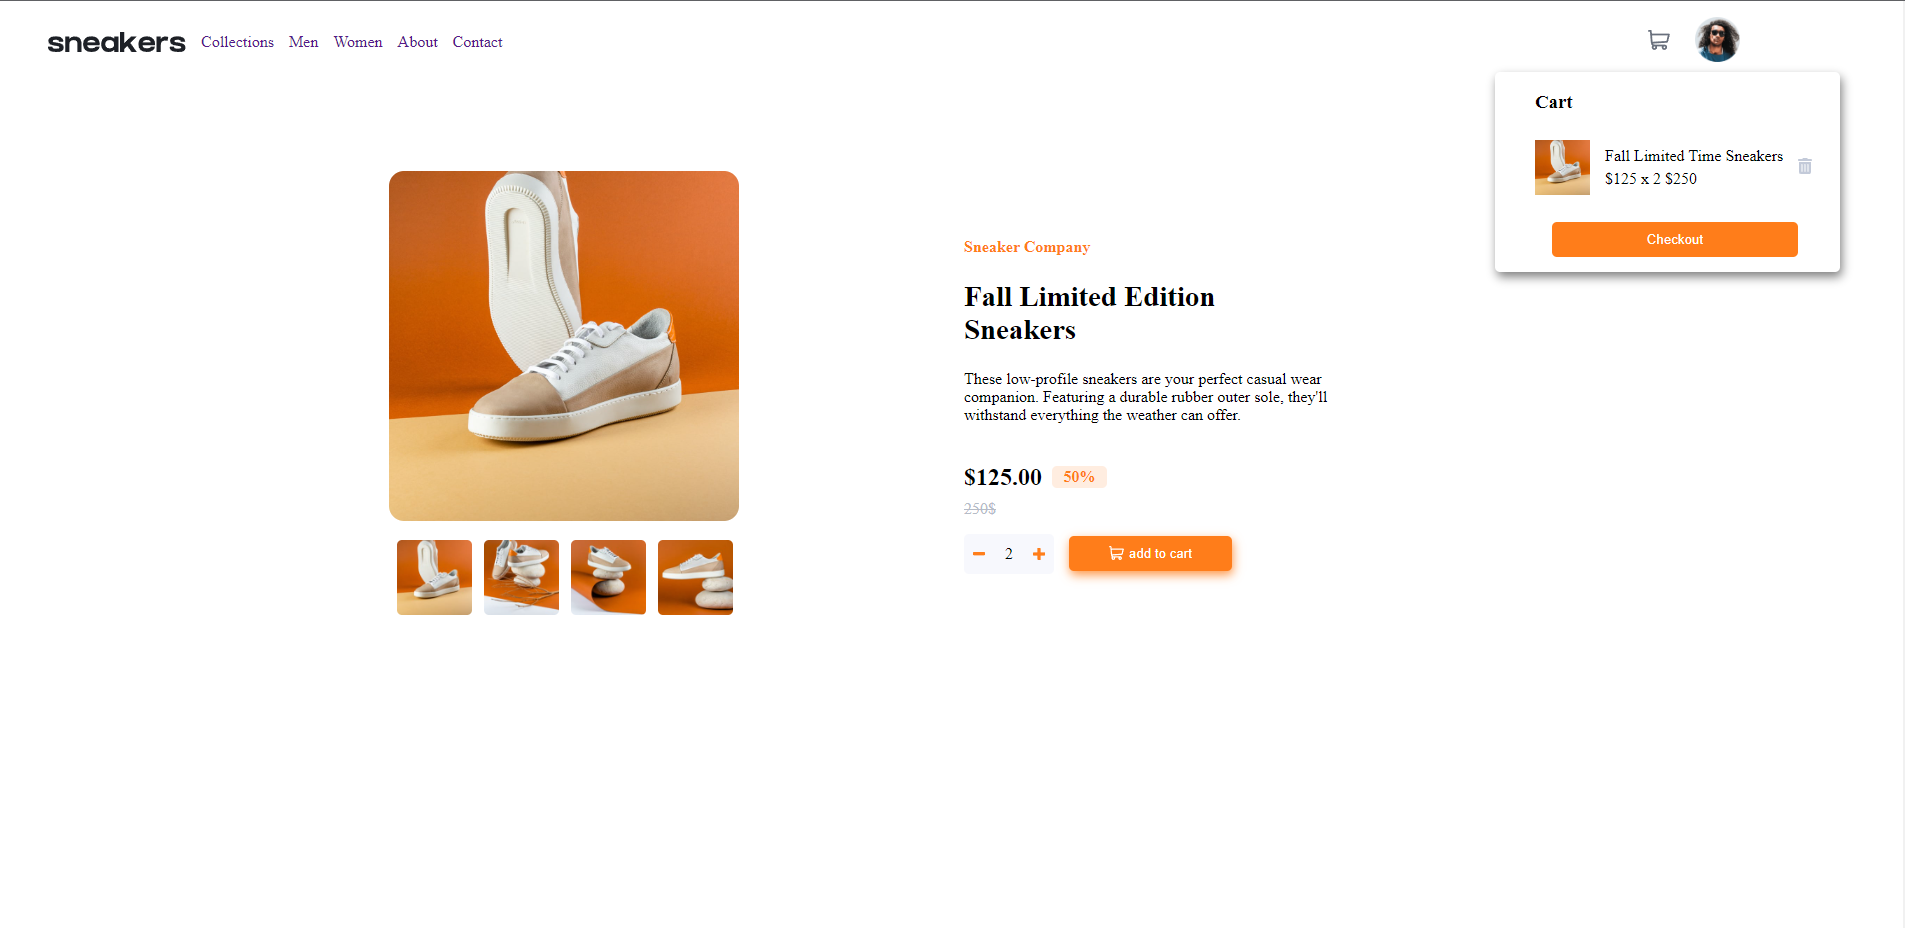 sneakers Collections Men Women About Contact
Cart
Fall Limited Time Sneakers
$125 x 2 $250
Checkout
Sneaker Company
Fall Limited Edition
Sneakers
These low-profile sneakers are your perfect casual wear
companion. Featuring a durable rubber outer sole, they'll
withstand everything the weather can offer.
$125.00 50%
250$
2 add to cart